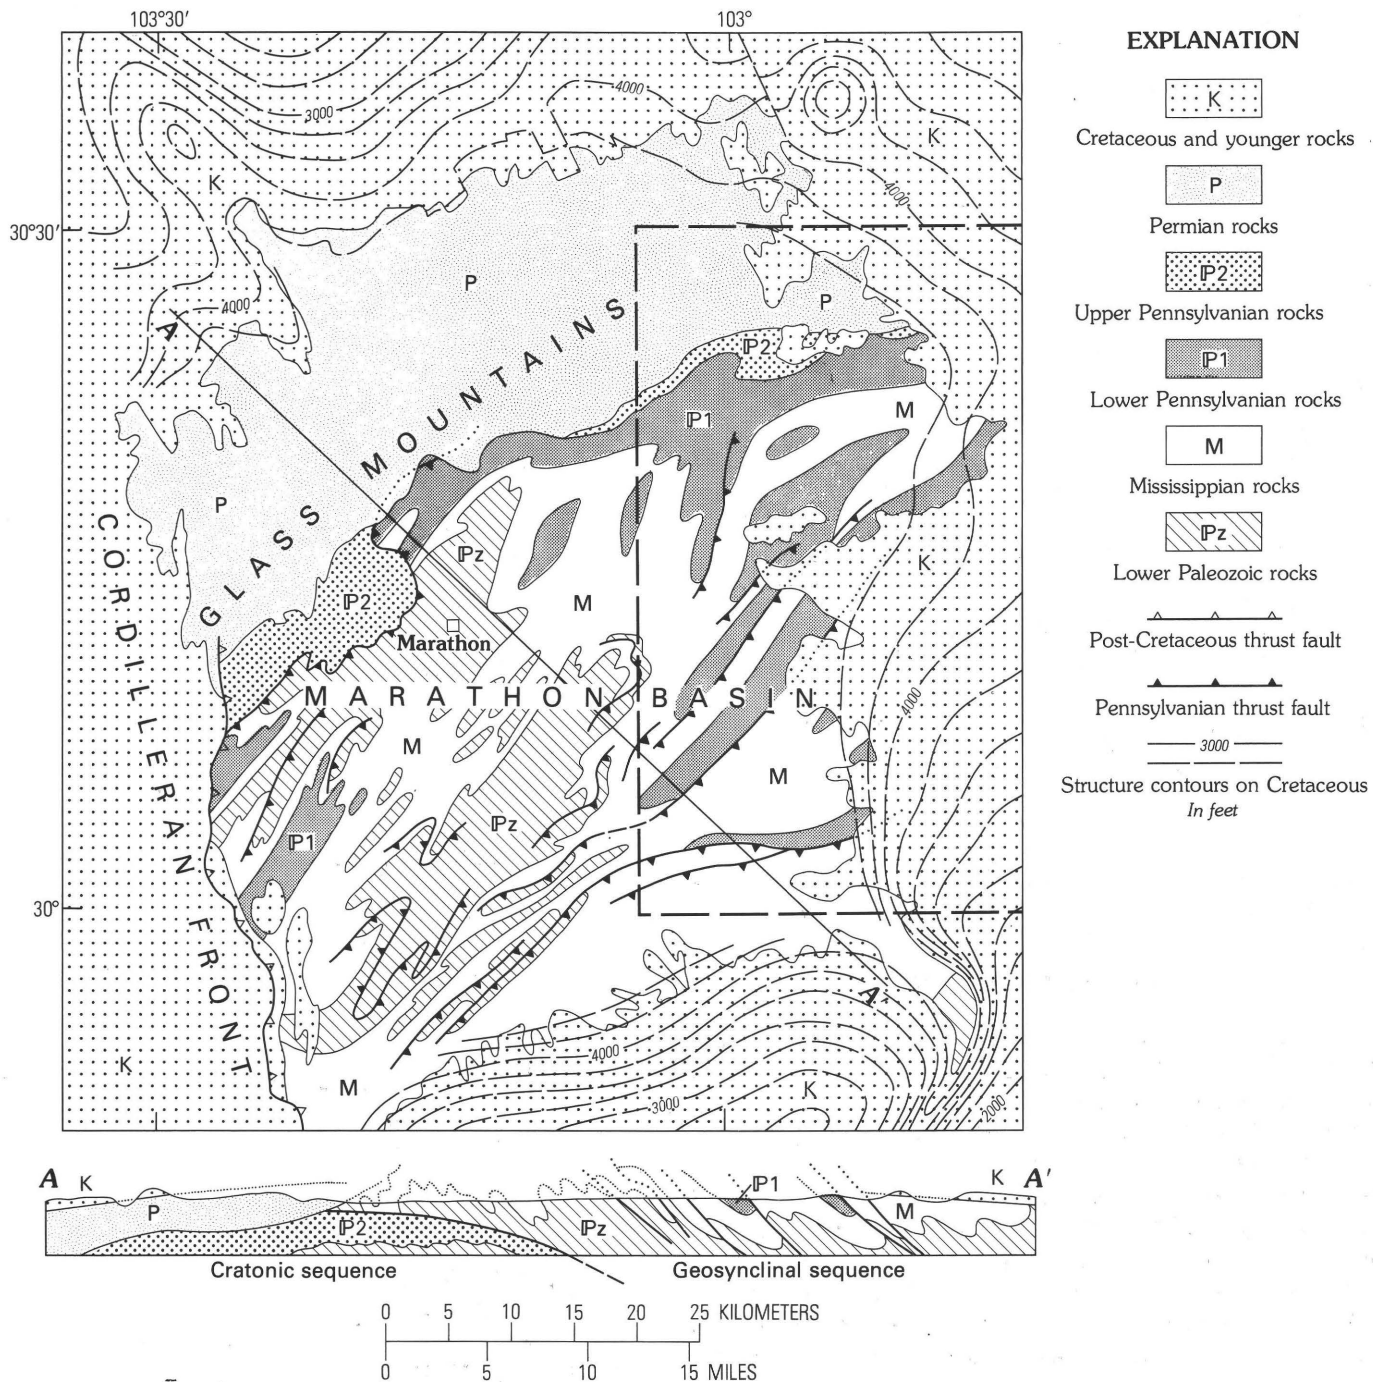 103°30'
103°
30°30'
30°
3000
4000
4000
4000
4000
4000
3000
2000
K
K
K
K
K
P
P
P
ℙ2
ℙ2
ℙ1
ℙ1
M
M
M
M
M
ℙz
ℙz
A
A'
GLASS MOUNTAINS
Marathon
MARATHON BASIN
CORDILLERAN FRONT
EXPLANATION
K
Cretaceous and younger rocks
P
Permian rocks
ℙ2
Upper Pennsylvanian rocks
ℙ1
Lower Pennsylvanian rocks
M
Mississippian rocks
ℙz
Lower Paleozoic rocks
Post-Cretaceous thrust fault
Pennsylvanian thrust fault
3000
Structure contours on Cretaceous
In feet
A K ℙ1 K A'
P ℙ2 ℙz M
Cratonic sequence Geosynclinal sequence
0 5 10 15 20 25 KILOMETERS
0 5 10 15 MILES